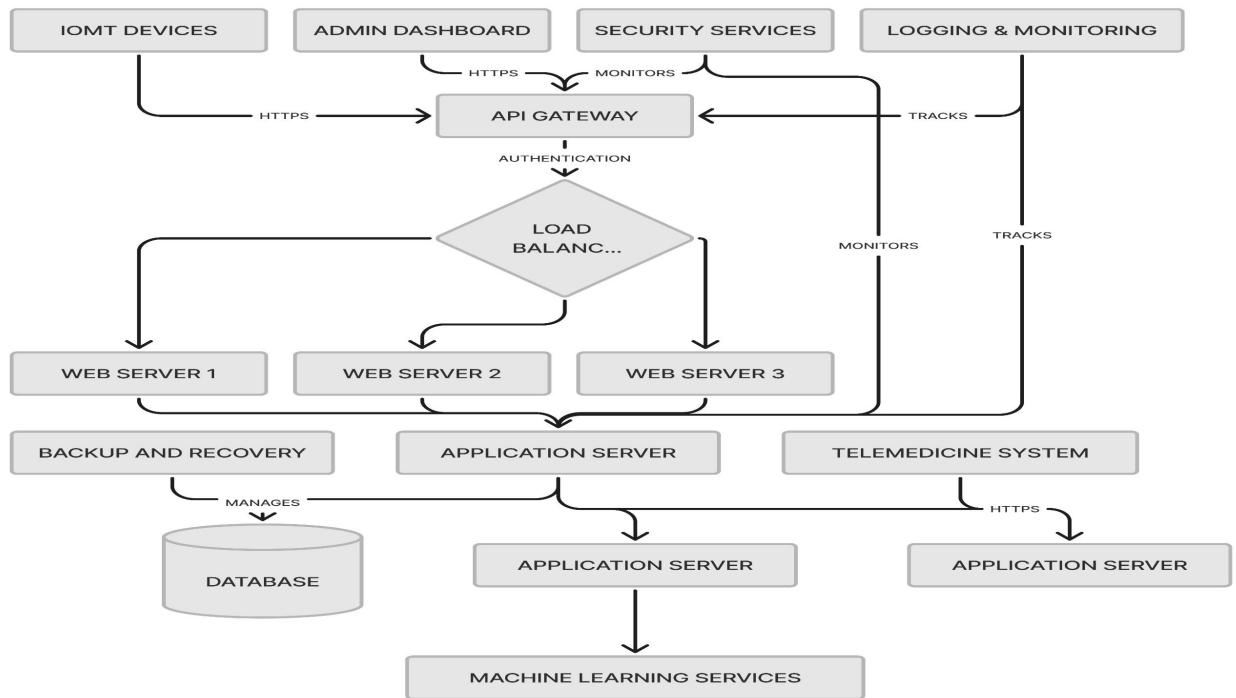 IOMT DEVICES
ADMIN DASHBOARD
SECURITY SERVICES
LOGGING & MONITORING
HTTPS
MONITORS
API GATEWAY
HTTPS
TRACKS
AUTHENTICATION
LOAD
BALANC...
TRACKS
MONITORS
WEB SERVER 1
WEB SERVER 2
WEB SERVER 3
BACKUP AND RECOVERY
APPLICATION SERVER
TELEMEDICINE SYSTEM
MANAGES
HTTPS
DATABASE
APPLICATION SERVER
APPLICATION SERVER
MACHINE LEARNING SERVICES